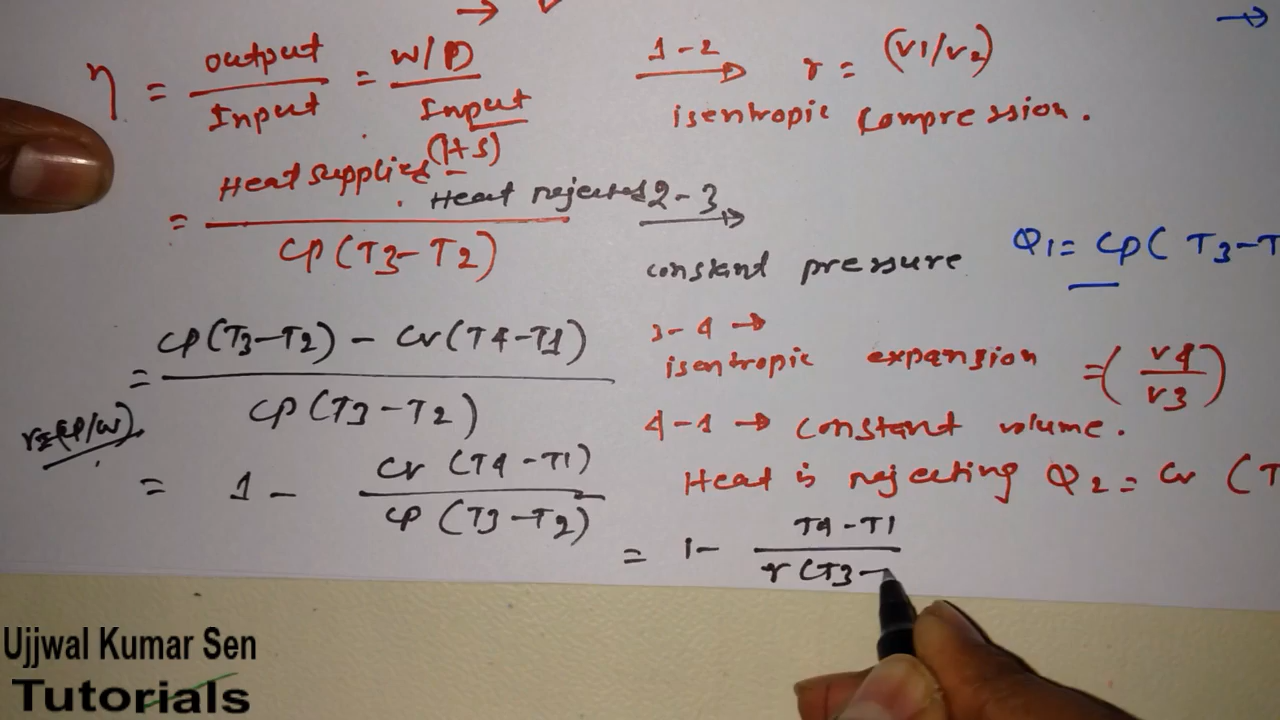 η = output / Input = W/D / Input
(H S)
= Heat supplied - Heat rejected / CP (T3 - T2)
= CP (T3 - T2) - Cv (T4 - T1) / CP (T3 - T2)
= 1 - Cv (T4 - T1) / CP (T3 - T2)
1 - 2 → r = (v1/v2)
isentropic compression.
2 - 3 →
constant pressure Q1 = CP ( T3 - T
3 - 4 →
isentropic expansion = ( v4 / v3 )
4 - 1 → constant volume.
Heat is rejecting Q2 = Cv ( T
= 1 - T4 - T1 / r (T3 -
Ujjwal Kumar Sen
Tutorials